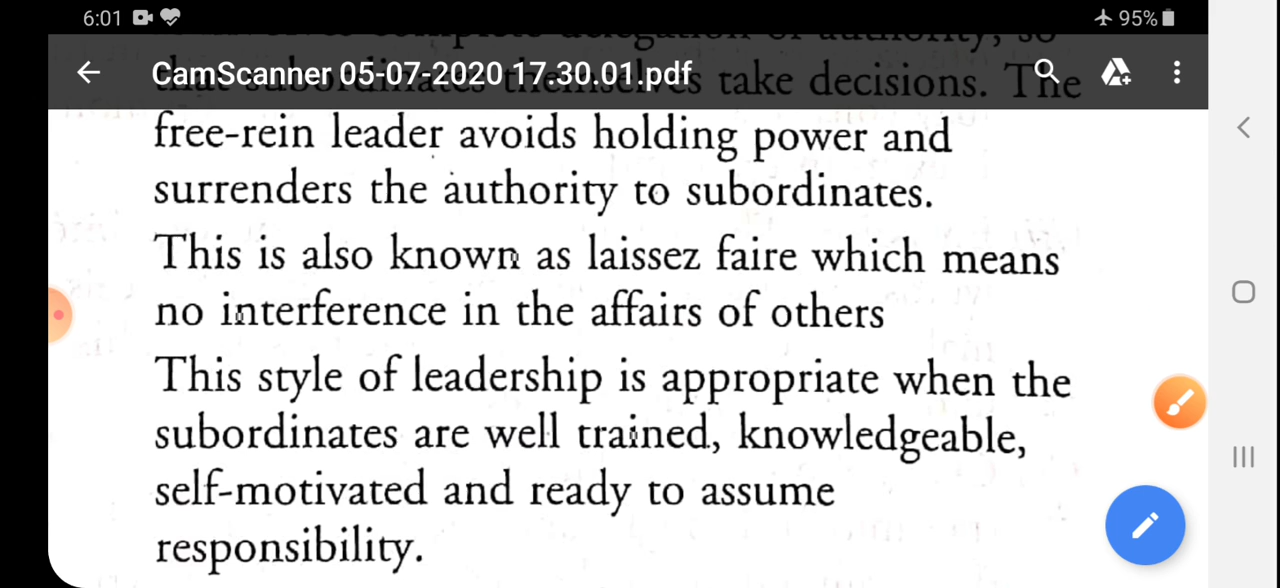 6:01
95%
CamScanner 05-07-2020 17.30.01.pdf
that subordinates themselves take decisions. The
free-rein leader avoids holding power and
surrenders the authority to subordinates.
This is also known as laissez faire which means
no interference in the affairs of others
This style of leadership is appropriate when the
subordinates are well trained, knowledgeable,
self-motivated and ready to assume
responsibility.